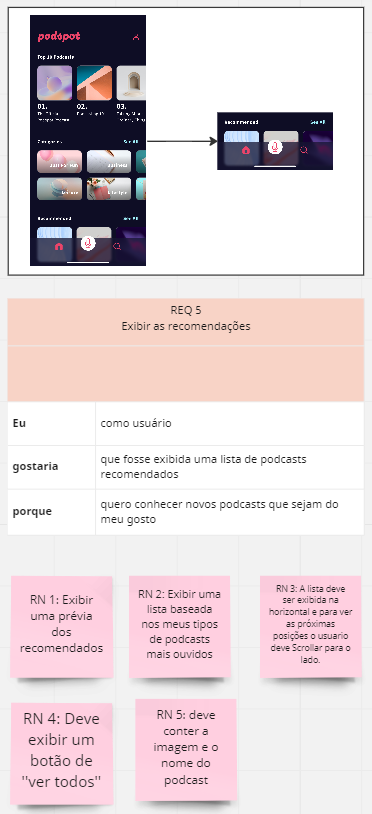 podspot
Top 10 Podcasts
01.
02.
03.
Categories
See All
Business
Lifestyle
Recommended
See All
Recommended
See All
REQ 5
Exibir as recomendações
Eu
como usuário
gostaria
que fosse exibida uma lista de podcasts
recomendados
porque
quero conhecer novos podcasts que sejam do
meu gosto
RN 1: Exibir
uma prévia
dos
recomendados
RN 2: Exibir uma
lista baseada
nos meus tipos
de podcasts
mais ouvidos
RN 3: A lista deve
ser exibida na
horizontal e para ver
as próximas
posições o usuario
deve Scrollar para o
lado.
RN 4: Deve
exibir um
botão de
"ver todos"
RN 5: deve
conter a
imagem e o
nome do
podcast